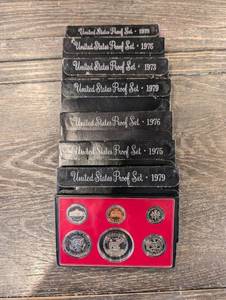 United States Proof Set · 1979
United States Proof Set · 1976
United States Proof Set · 1973
United States Proof Set · 1979
United States Proof Set · 1976
United States Proof Set · 1975
United States Proof Set · 1979